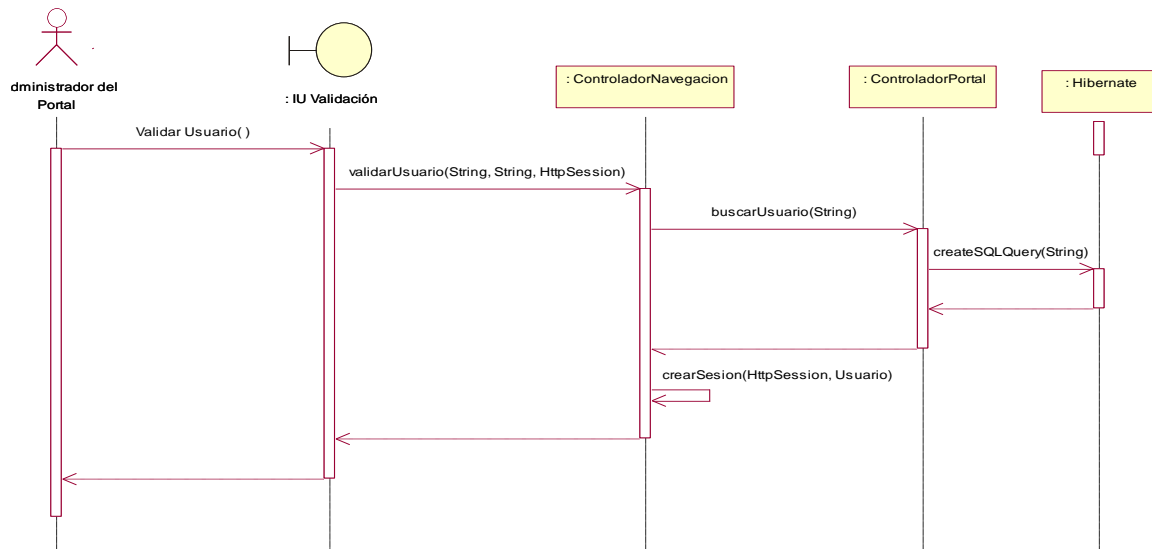 dministrador del
Portal
: IU Validación
: ControladorNavegacion
: ControladorPortal
: Hibernate
Validar Usuario( )
validarUsuario(String, String, HttpSession)
buscarUsuario(String)
createSQLQuery(String)
crearSesion(HttpSession, Usuario)